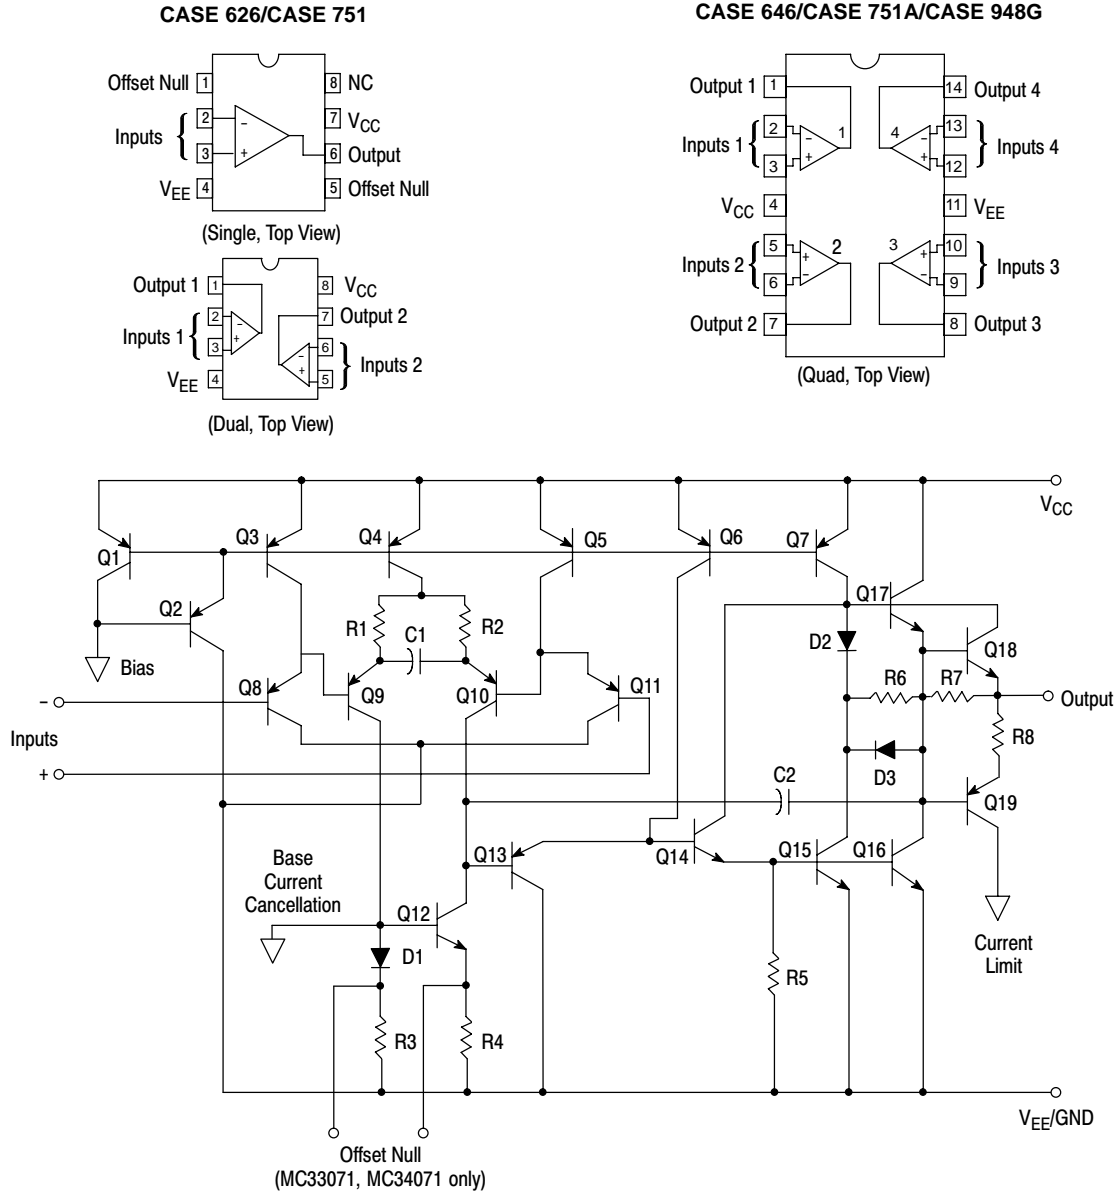 CASE 626/CASE 751
Offset Null 1
8 NC
2
Inputs
3
−
+
7 VCC
6 Output
VEE 4
5 Offset Null
(Single, Top View)
Output 1 1
8 VCC
2
Inputs 1
3
−
+
7 Output 2
6
Inputs 2
5
−
+
VEE 4
(Dual, Top View)
CASE 646/CASE 751A/CASE 948G
Output 1 1
14 Output 4
2
Inputs 1
3
−
+
1
4
−
+
13
Inputs 4
12
VCC 4
11 VEE
5
Inputs 2
6
+
−
2
3
+
−
10
Inputs 3
9
Output 2 7
8 Output 3
(Quad, Top View)
VCC
Q1
Q3
Q4
Q5
Q6
Q7
Q2
Q17
R1
C1
R2
D2
Q18
Bias
Q8
Q9
Q10
Q11
R6
R7
−
Output
Inputs
R8
D3
+
C2
Q19
Q13
Q14
Q15
Q16
Base
Current
Cancellation
Q12
D1
R5
Current
Limit
R3
R4
VEE/GND
Offset Null
(MC33071, MC34071 only)